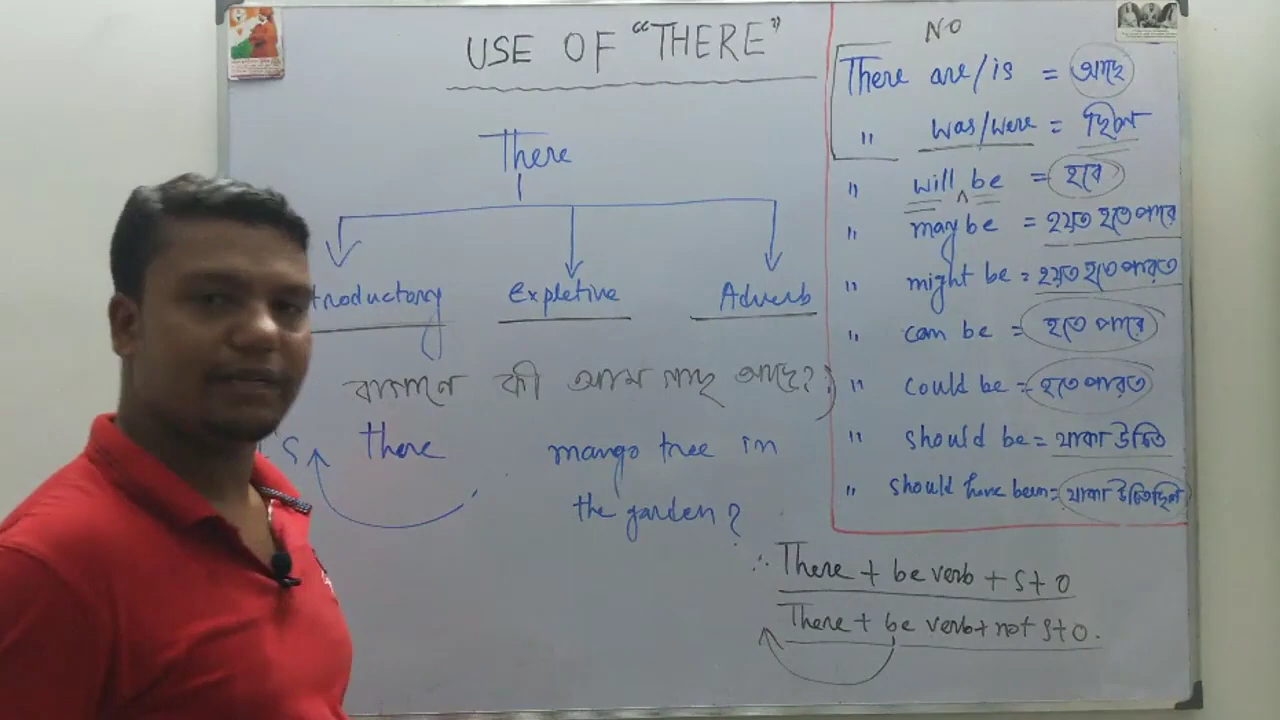 USE OF "THERE"
There
troductory Expletive Adverb
বাগানে কী আম গাছ আছে?
Is there mango tree in
the garden?
NO
There are/is = আছে
" was/were = ছিল
" will be = হবে
" may be = হয়ত হতে পারে
" might be = হয়ত হতে পারত
" can be = হতে পারে
" could be = হতে পারত
" should be = থাকা উচিত
" should have been = থাকা উচিত ছিল
∴ There + be verb + S + O
There + be verb + not S + O.